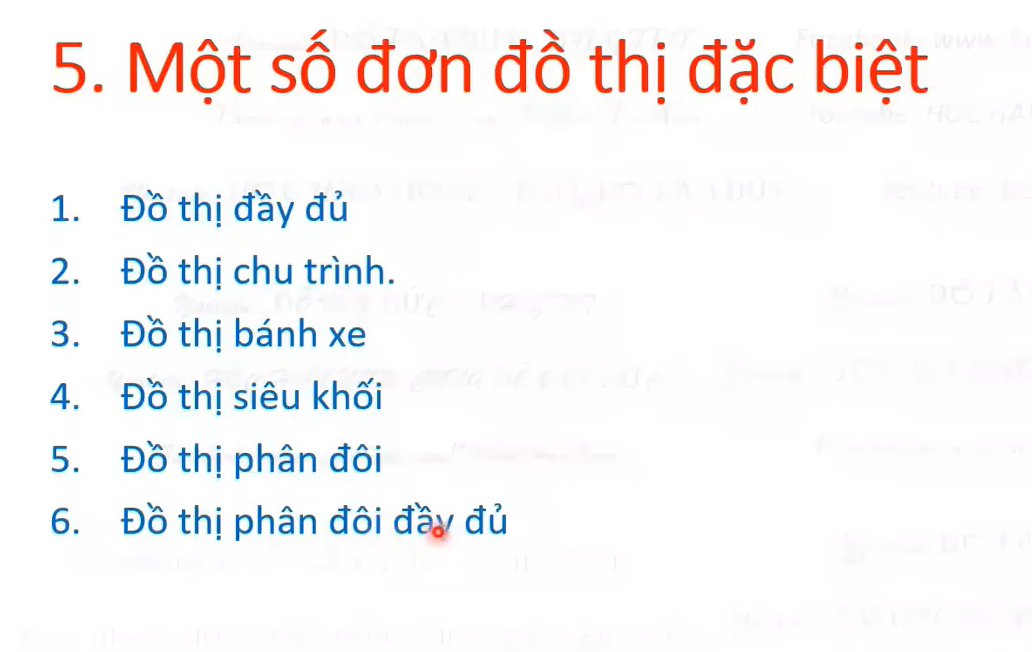 5. Một số đơn đồ thị đặc biệt
1. Đồ thị đầy đủ
2. Đồ thị chu trình.
3. Đồ thị bánh xe
4. Đồ thị siêu khối
5. Đồ thị phân đôi
6. Đồ thị phân đôi đầy đủ